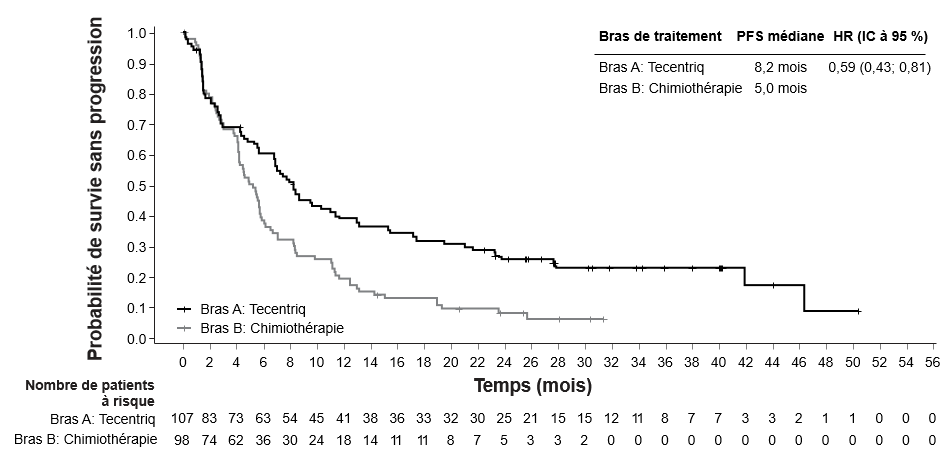 Probabilité de survie sans progression
1.0
0.9
0.8
0.7
0.6
0.5
0.4
0.3
0.2
0.1
0.0
Bras de traitement PFS médiane HR (IC à 95 %)
Bras A: Tecentriq 8,2 mois 0,59 (0,43; 0,81)
Bras B: Chimiothérapie 5,0 mois
Bras A: Tecentriq
Bras B: Chimiothérapie
0 2 4 6 8 10 12 14 16 18 20 22 24 26 28 30 32 34 36 38 40 42 44 46 48 50 52 54 56
Temps (mois)
Nombre de patients
à risque
Bras A: Tecentriq 107 83 73 63 54 45 41 38 36 33 32 30 25 21 15 15 12 11 8 7 7 3 3 2 1 1 0 0 0
Bras B: Chimiothérapie 98 74 62 36 30 24 18 14 11 11 8 7 5 3 3 2 0 0 0 0 0 0 0 0 0 0 0 0 0